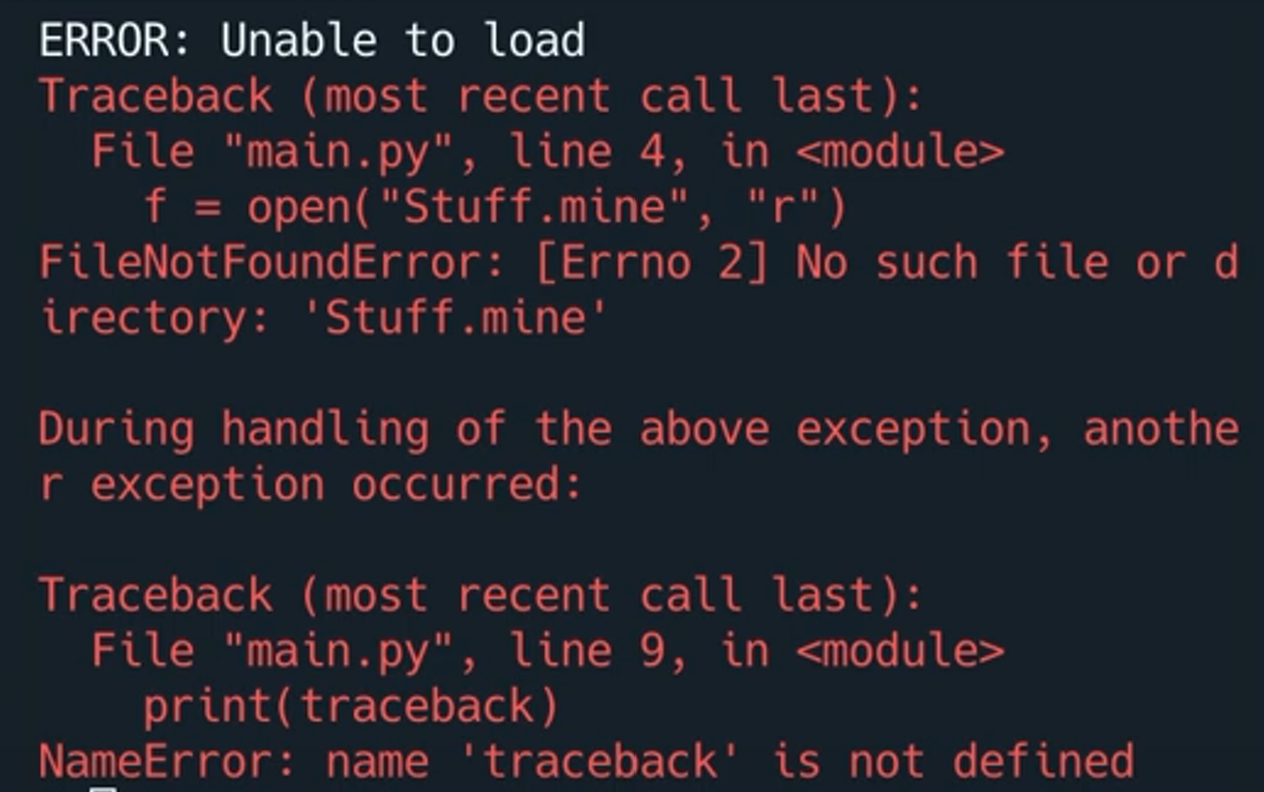 ERROR: Unable to load
Traceback (most recent call last):
  File "main.py", line 4, in <module>
    f = open("Stuff.mine", "r")
FileNotFoundError: [Errno 2] No such file or d
irectory: 'Stuff.mine'

During handling of the above exception, anothe
r exception occurred:

Traceback (most recent call last):
  File "main.py", line 9, in <module>
    print(traceback)
NameError: name 'traceback' is not defined